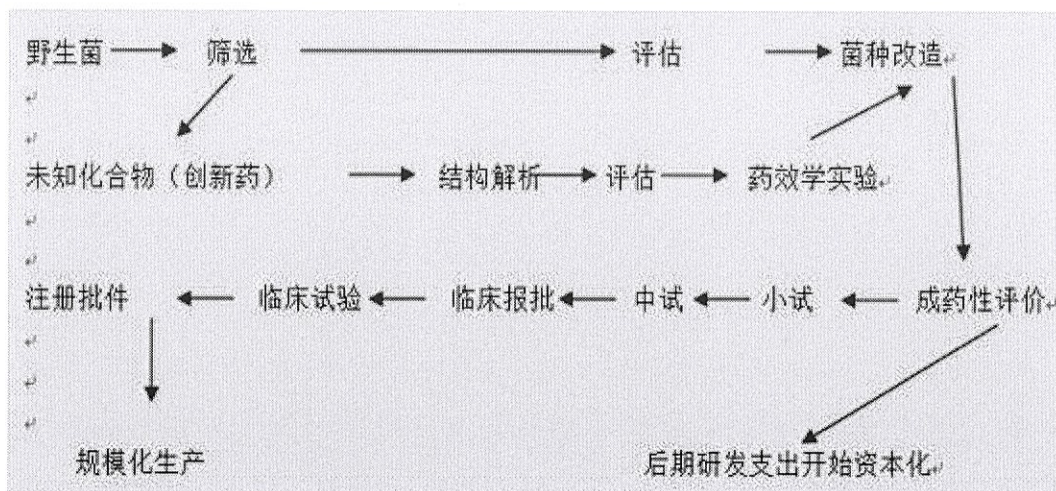 野生菌 筛选 评估 菌种改造
未知化合物（创新药） 结构解析 评估 药效学实验
注册批件 临床试验 临床报批 中试 小试 成药性评价
规模化生产 后期研发支出开始资本化